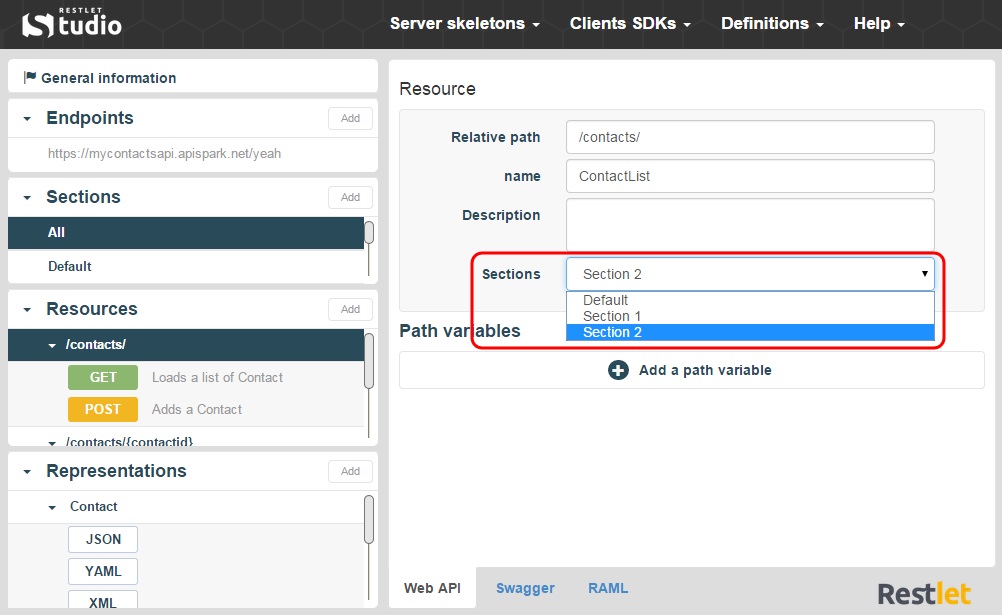 RESTLET
Studio
Server skeletons
Clients SDKs
Definitions
Help
General information
Endpoints
Add
https://mycontactsapi.apispark.net/yeah
Sections
Add
All
Default
Resources
Add
/contacts/
GET
Loads a list of Contact
POST
Adds a Contact
/contacts/{contactid}
Representations
Add
Contact
JSON
YAML
XML
Resource
Relative path
/contacts/
name
ContactList
Description
Sections
Section 2
Default
Section 1
Section 2
Path variables
Add a path variable
Web API
Swagger
RAML
Restlet